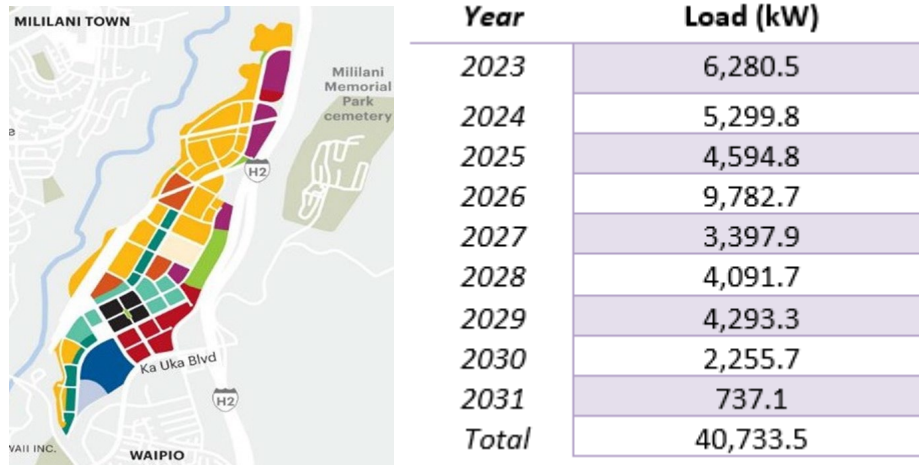 MILILANI TOWN
Mililani
Memorial
Park
cemetery
H2
Ka Uka Blvd
H2
WAIPIO
Year Load (kW)
2023 6,280.5
2024 5,299.8
2025 4,594.8
2026 9,782.7
2027 3,397.9
2028 4,091.7
2029 4,293.3
2030 2,255.7
2031 737.1
Total 40,733.5